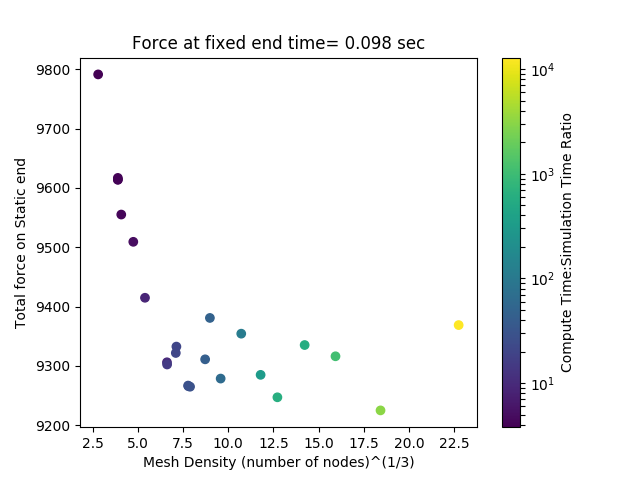 Force at fixed end time= 0.098 sec
9800
9700
9600
9500
9400
9300
9200
Total force on Static end
2.5 5.0 7.5 10.0 12.5 15.0 17.5 20.0 22.5
Mesh Density (number of nodes)^(1/3)
10^4
10^3
10^2
10^1
Compute Time:Simulation Time Ratio